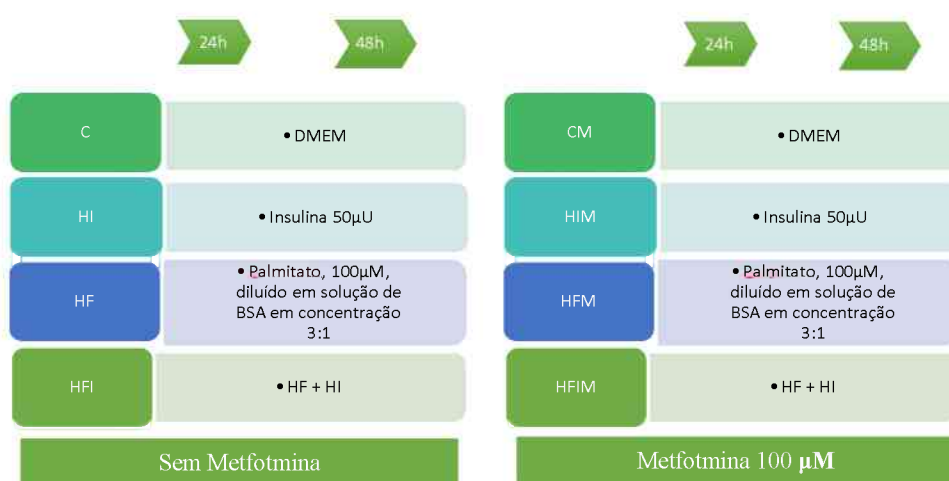 24h
48h
C
• DMEM
HI
• Insulina 50µU
HF
• Palmitato, 100µM,
diluído em solução de
BSA em concentração
3:1
HFI
• HF + HI
Sem Metfotmina
24h
48h
CM
• DMEM
HIM
• Insulina 50µU
HFM
• Palmitato, 100µM,
diluído em solução de
BSA em concentração
3:1
HFIM
• HF + HI
Metfotmina 100 µM